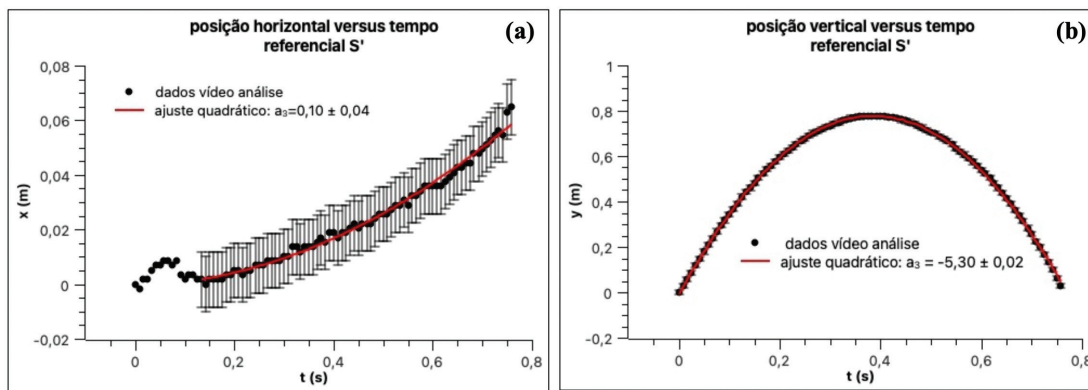 posição horizontal versus tempo
referencial S'
(a)
0,08
0,06
0,04
0,02
0
-0,02
x (m)
dados vídeo análise
ajuste quadrático: a₃=0,10 ± 0,04
0
0,2
0,4
0,6
0,8
t (s)
posição vertical versus tempo
referencial S'
(b)
1
0,8
0,6
0,4
0,2
0
-0,2
y (m)
dados vídeo análise
ajuste quadrático: a₃ = -5,30 ± 0,02
0
0,2
0,4
0,6
0,8
t (s)